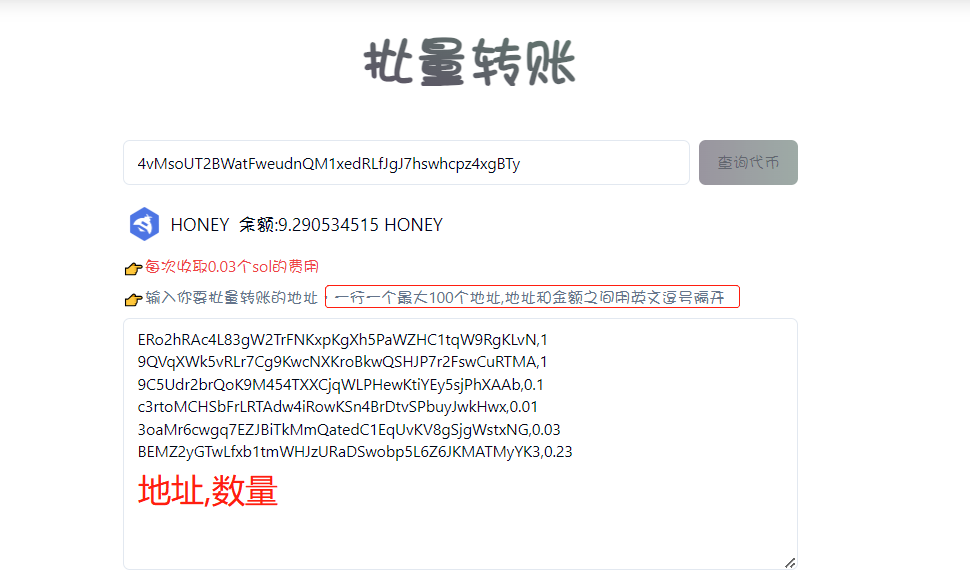 批量转账
4vMsoUT2BWatFweudnQM1xedRLfJgJ7hswhcpz4xgBTy
查询代币
HONEY 余额:9.290534515 HONEY
👉每次收取0.03个sol的费用
👉输入你要批量转账的地址，一行一个最大100个地址,地址和金额之间用英文逗号隔开
ERo2hRAc4L83gW2TrFNKxpKgXh5PaWZHC1tqW9RgKLvN,1
9QVqXWk5vRLr7Cg9KwcNXKroBkwQSHJP7r2FswCuRTMA,1
9C5Udr2brQoK9M454TXXCjqWLPHewKtiYEy5sjPhXAAb,0.1
c3rtoMCHSbFrLRTAdw4iRowKSn4BrDtvSPbuyJwkHwx,0.01
3oaMr6cwgq7EZJBiTkMmQatedC1EqUvKV8gSjgWstxNG,0.03
BEMZ2yGTwLfxb1tmWHJzURaDSwobp5L6Z6JKMATMyYK3,0.23
地址,数量